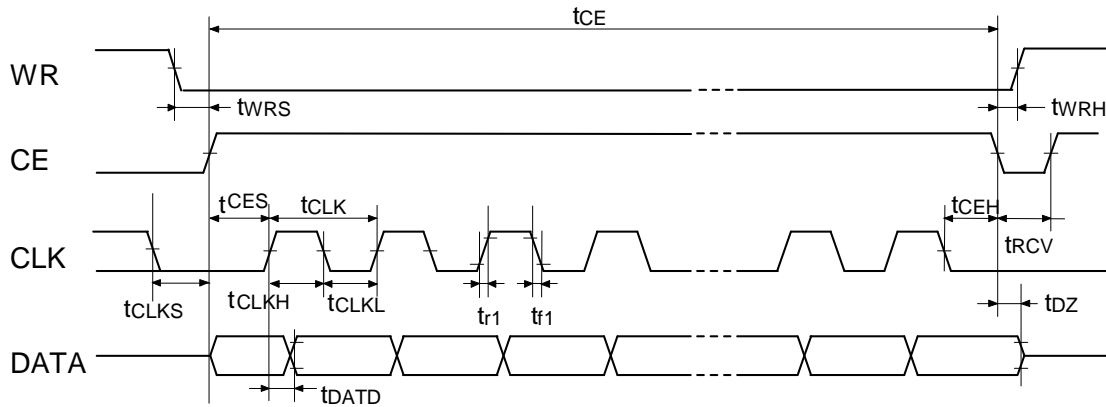 tCE
WR
tWRS
tWRH
CE
tCES
tCLK
tCEH
CLK
tRCV
tCLKS
tCLKH
tCLKL
tr1
tf1
tDZ
DATA
tDATD